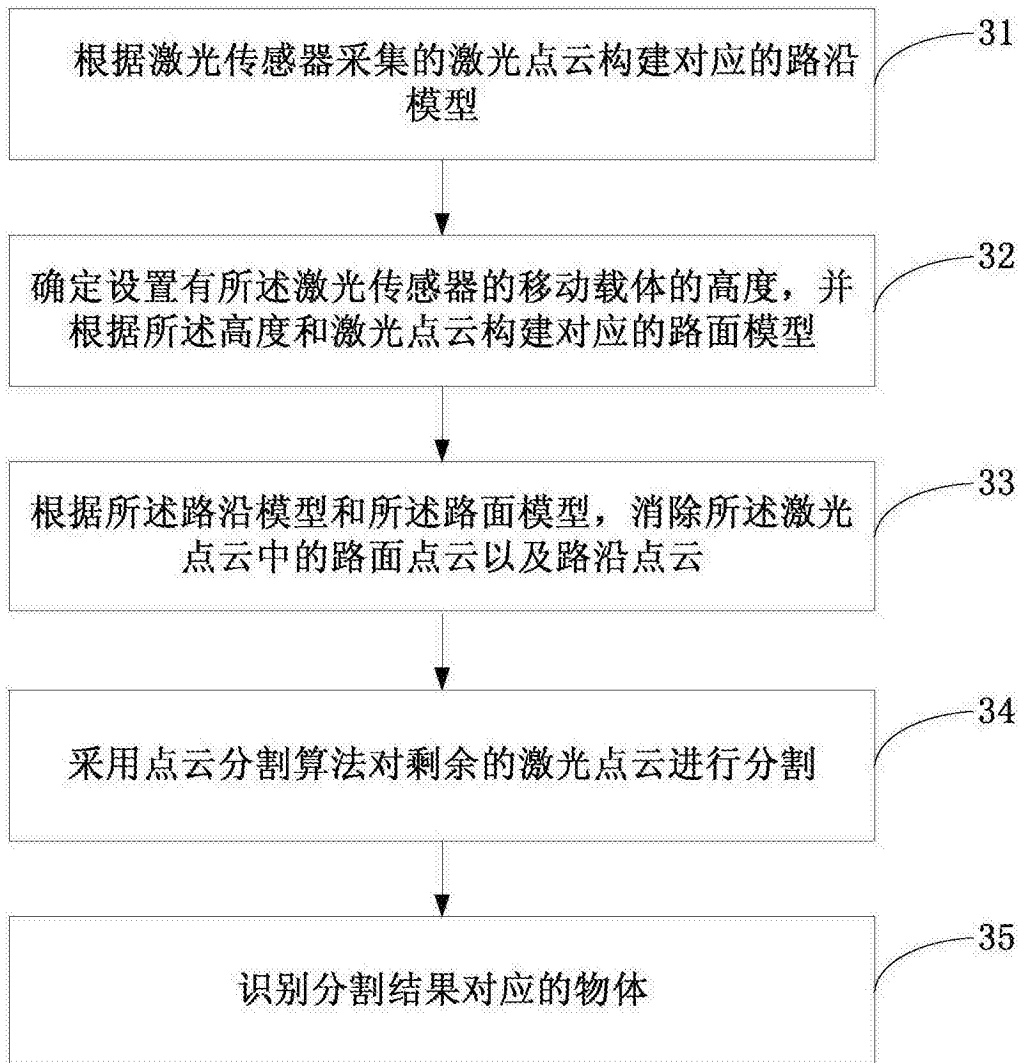 根据激光传感器采集的激光点云构建对应的路沿
模型
31
确定设置有所述激光传感器的移动载体的高度，并
根据所述高度和激光点云构建对应的路面模型
32
根据所述路沿模型和所述路面模型，消除所述激光
点云中的路面点云以及路沿点云
33
采用点云分割算法对剩余的激光点云进行分割
34
识别分割结果对应的物体
35